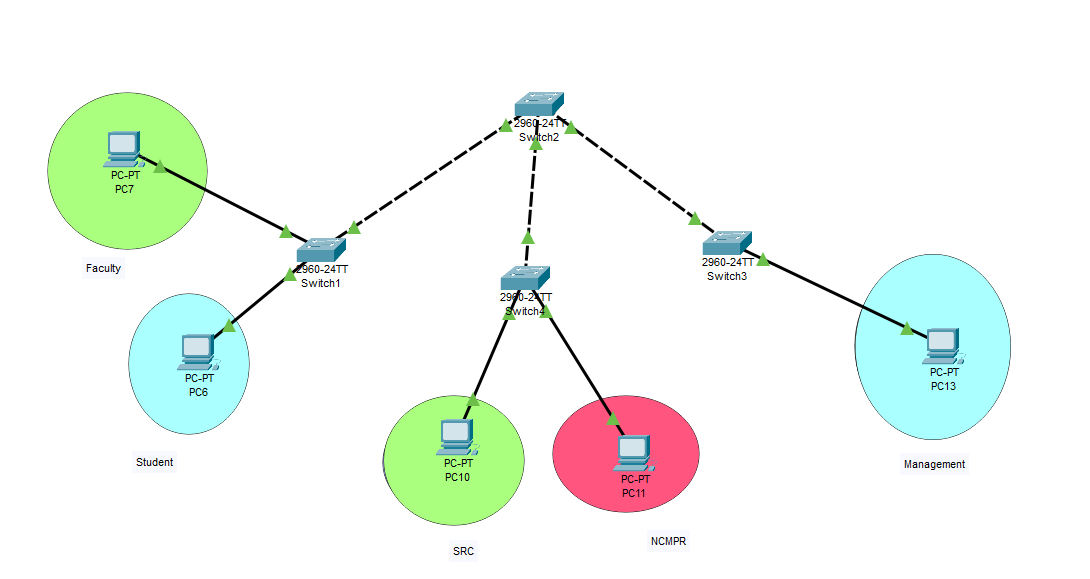 2960-24TT
Switch2
PC-PT
PC7
Faculty
2960-24TT
Switch1
2960-24TT
Switch3
2960-24TT
Switch4
PC-PT
PC6
Student
PC-PT
PC10
SRC
PC-PT
PC11
NCMPR
PC-PT
PC13
Management